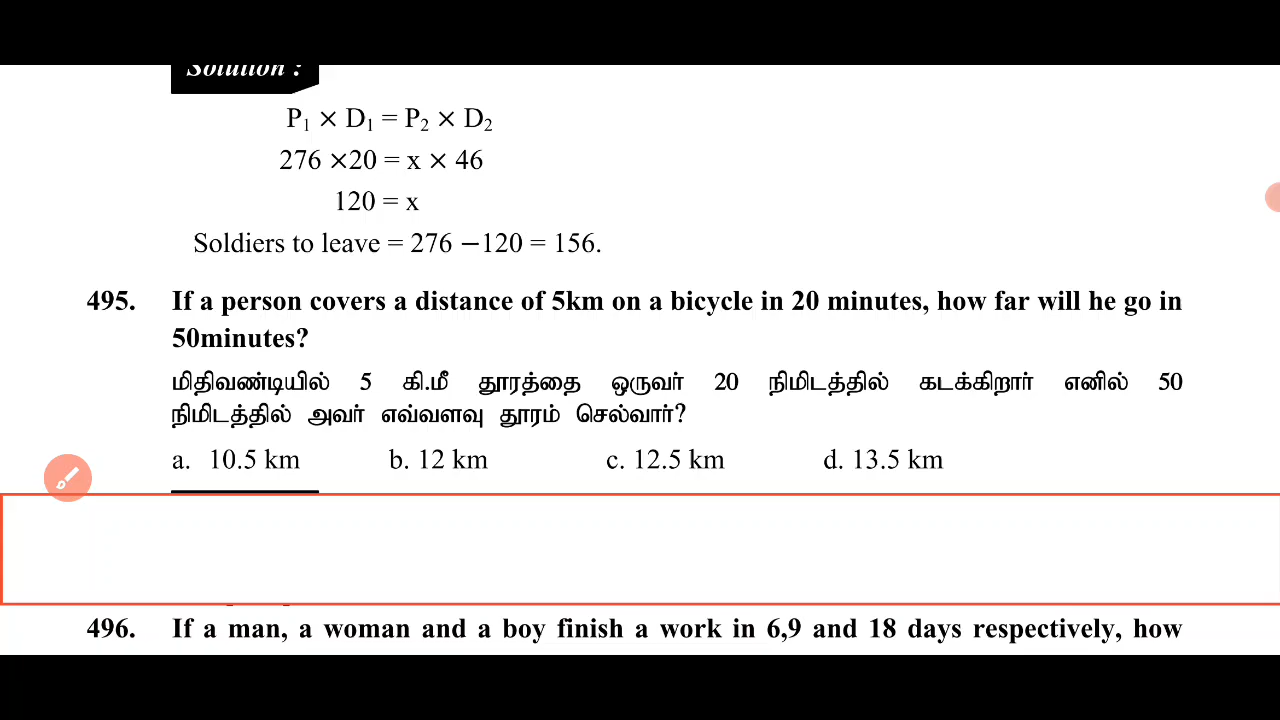 Solution :
P₁ × D₁ = P₂ × D₂
276 ×20 = x × 46
120 = x
Soldiers to leave = 276 −120 = 156.
495. If a person covers a distance of 5km on a bicycle in 20 minutes, how far will he go in
50minutes?
மிதிவண்டியில் 5 கி.மீ தூரத்தை ஒருவர் 20 நிமிடத்தில் கடக்கிறார் எனில் 50
நிமிடத்தில் அவர் எவ்வளவு தூரம் செல்வார்?
a. 10.5 km b. 12 km c. 12.5 km d. 13.5 km
496. If a man, a woman and a boy finish a work in 6,9 and 18 days respectively, how